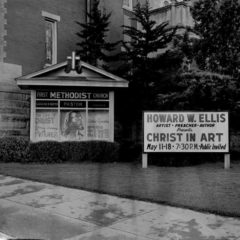 FIRST METHODIST CHURCH
PASTOR
HOWARD W. ELLIS
ARTIST - PREACHER - AUTHOR
Presents
CHRIST IN ART
May 11-18 - 7:30 P.M. Public Invited